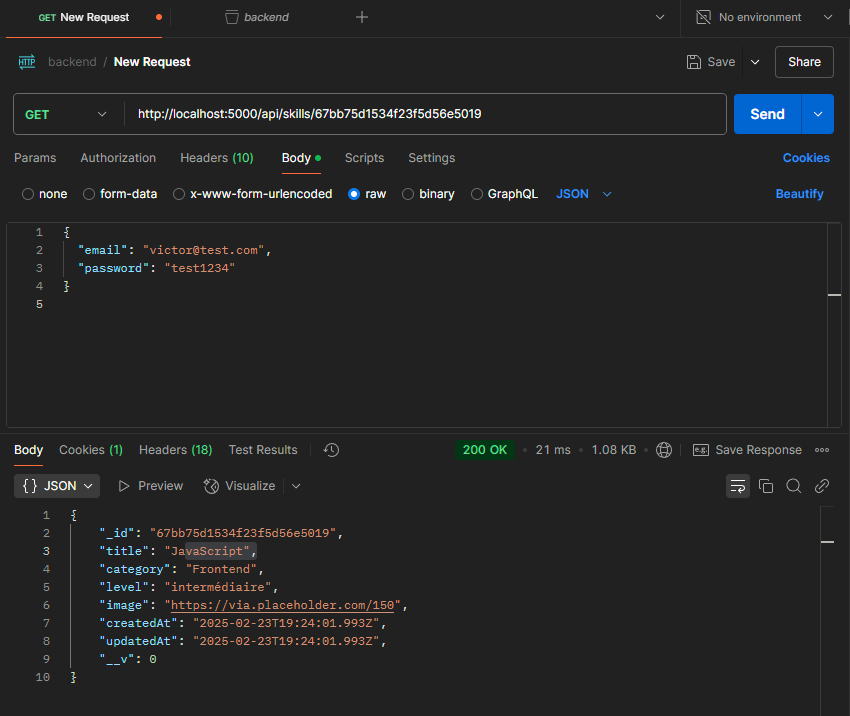 GET New Request
backend
No environment
HTTP backend / New Request
Save
Share
GET
http://localhost:5000/api/skills/67bb75d1534f23f5d56e5019
Send
Params Authorization Headers (10) Body Scripts Settings Cookies
none form-data x-www-form-urlencoded raw binary GraphQL JSON Beautify
1 {
2 "email": "victor@test.com",
3 "password": "test1234"
4 }
5
Body Cookies (1) Headers (18) Test Results 200 OK • 21 ms • 1.08 KB • e.g. Save Response
{} JSON Preview Visualize
1 {
2 "_id": "67bb75d1534f23f5d56e5019",
3 "title": "JavaScript",
4 "category": "Frontend",
5 "level": "intermédiaire",
6 "image": "https://via.placeholder.com/150",
7 "createdAt": "2025-02-23T19:24:01.993Z",
8 "updatedAt": "2025-02-23T19:24:01.993Z",
9 "__v": 0
10 }